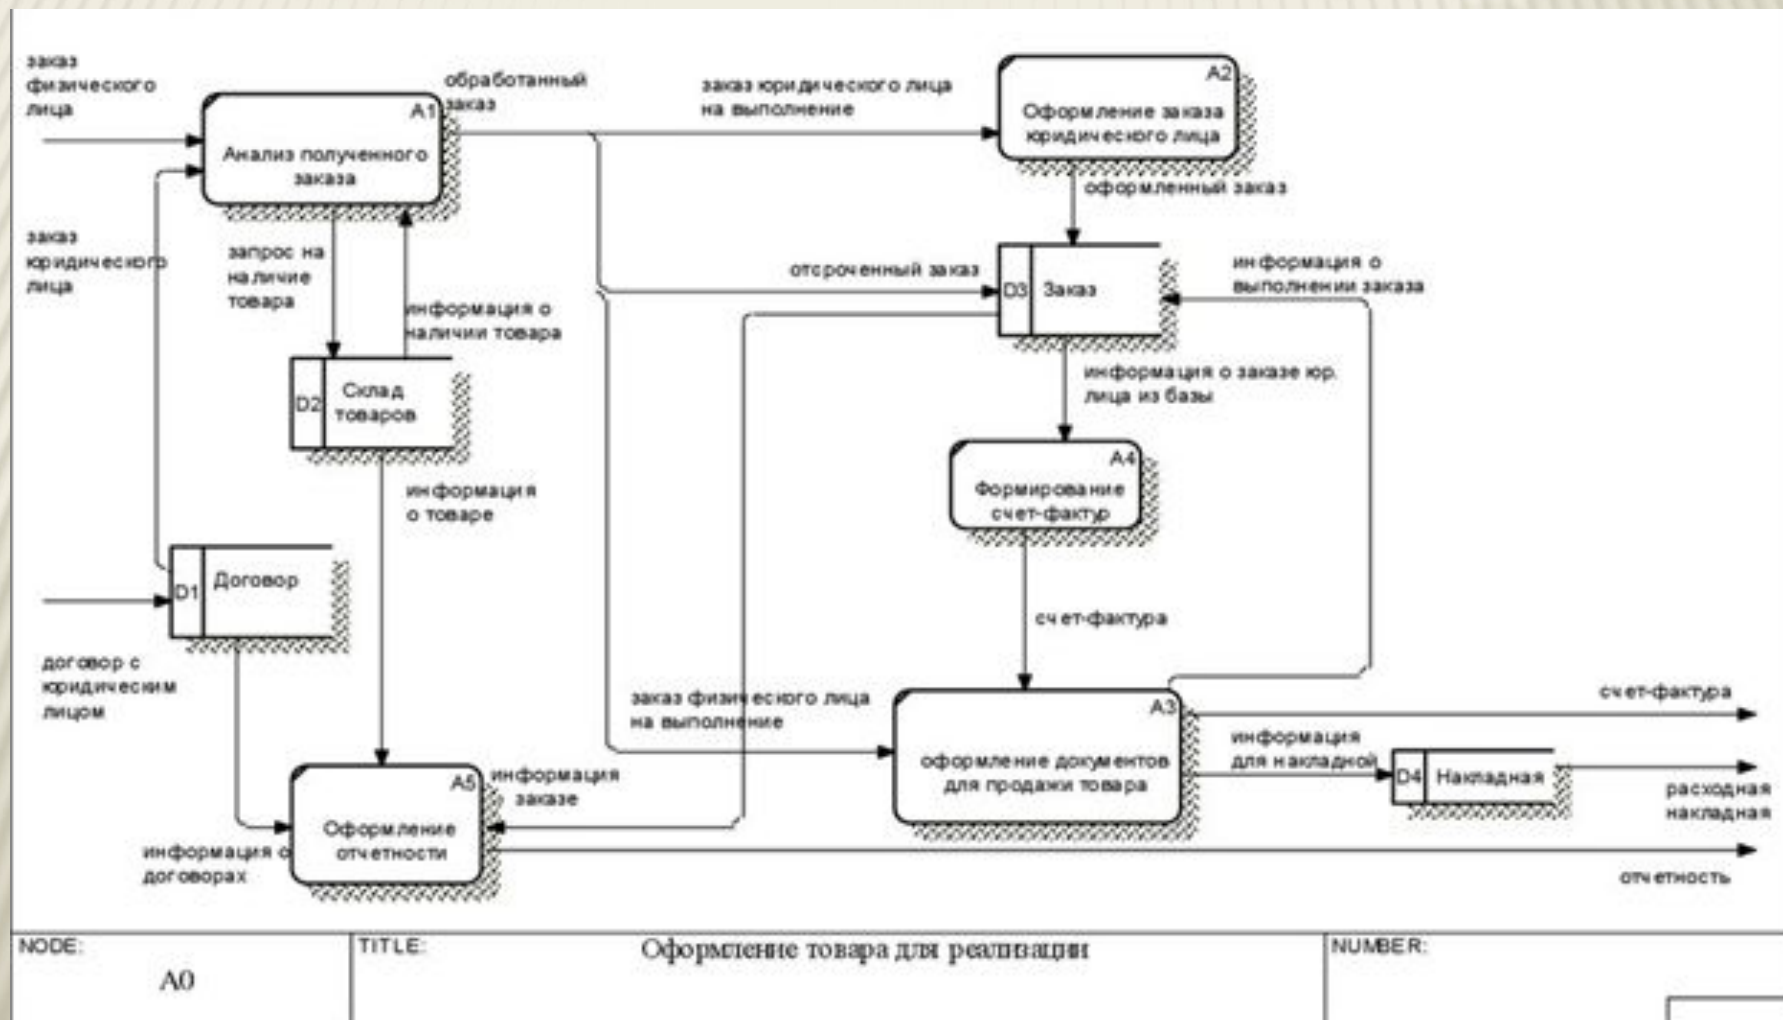 заказ
физического
лица
A1
Анализ полученного
заказа
обработанный
заказ
заказ юридического лица
на выполнение
A2
Оформление заказа
юридического лица
оформленный заказ
заказ
юридического
лица
запрос на
наличие
товара
информация о
наличии товара
отсроченный заказ
D3
Заказ
информация о
выполнении заказа
D2
Склад
товаров
информация о заказе юр.
лица из базы
A4
Формирование
счет-фактур
информация
о товаре
D1
Договор
счет-фактура
договор с
юридическим
лицом
заказ физического лица
на выполнение
A3
оформление документов
для продажи товара
счет-фактура
информация
для накладной
D4
Накладная
расходная
накладная
A5
Оформление
отчетности
информация
заказе
информация о
договорах
отчетность
NODE:
A0
TITLE:
Оформление товара для реализации
NUMBER: